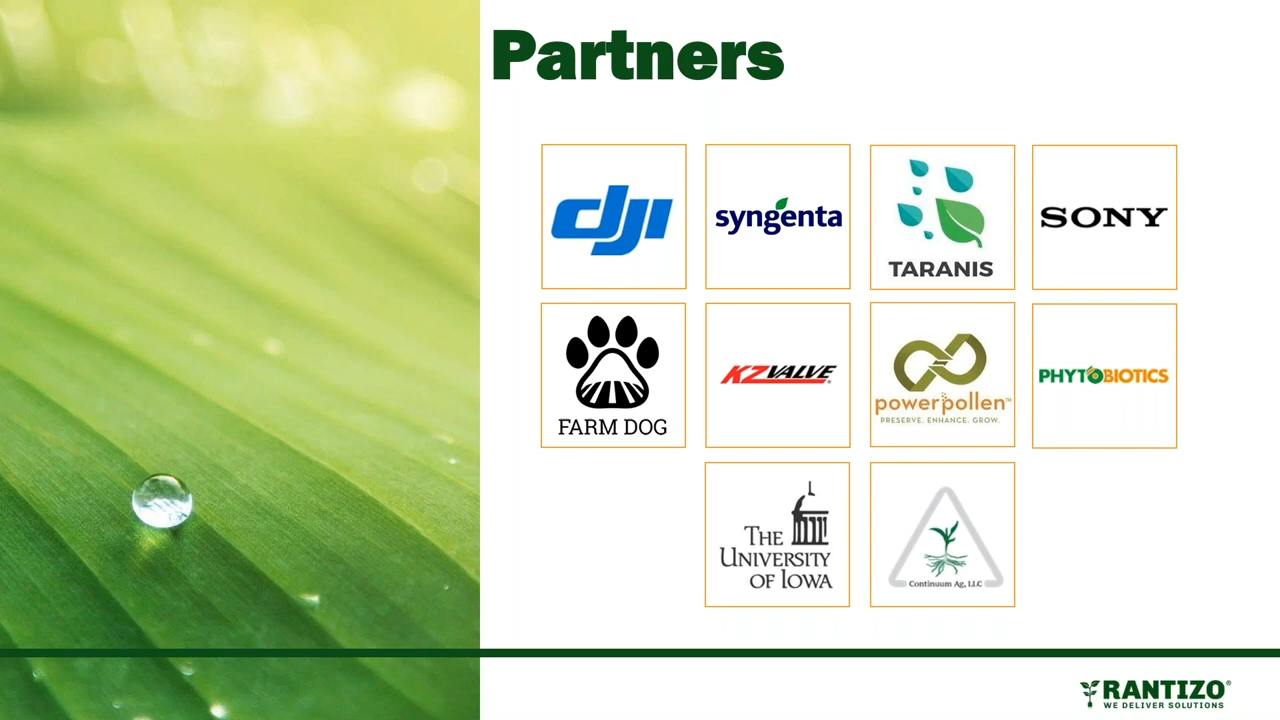 Partners
dji
syngenta
TARANIS
SONY
FARM DOG
KZVALVE®
powerpollen™
PRESERVE. ENHANCE. GROW.
PHYTOBIOTICS
THE
UNIVERSITY
OF IOWA
Continuum Ag, LLC
RANTIZO®
WE DELIVER SOLUTIONS